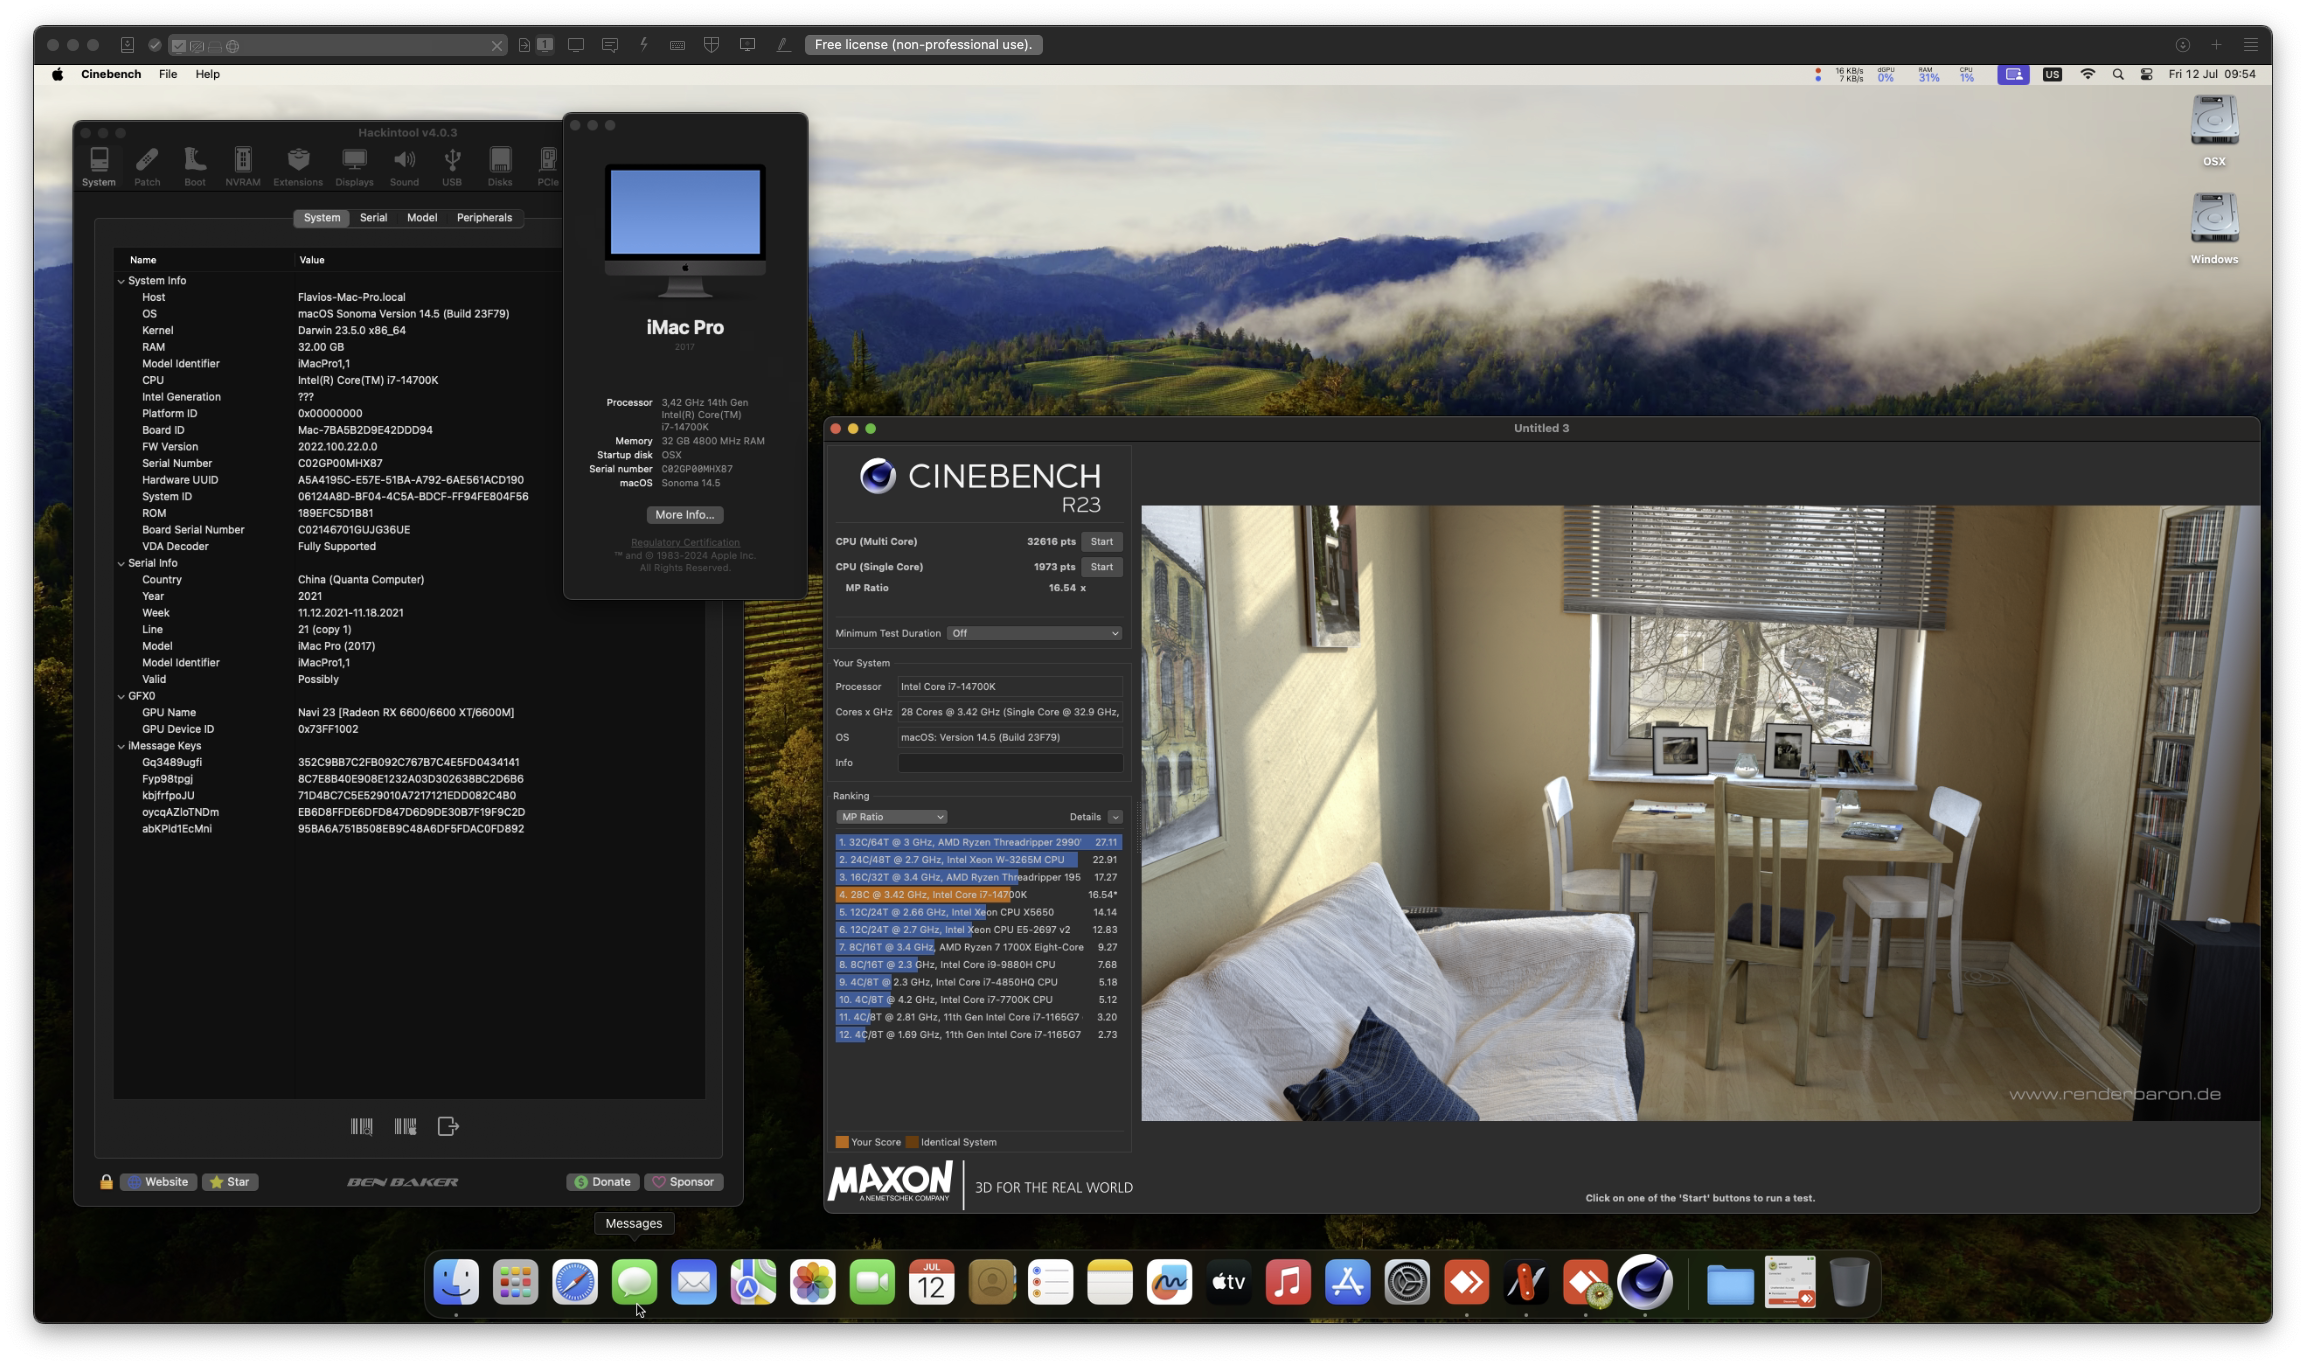 Free license (non-professional use).
Cinebench File Help
16 KB/s
7 KB/s
dGPU
0%
RAM
31%
CPU
1%
US
Fri 12 Jul 09:54
OSX
Windows
Hackintool v4.0.3
System Patch Boot NVRAM Extensions Displays Sound USB Disks PCIe
System Serial Model Peripherals
Name Value
System Info
Host Flavios-Mac-Pro.local
OS macOS Sonoma Version 14.5 (Build 23F79)
Kernel Darwin 23.5.0 x86_64
RAM 32.00 GB
Model Identifier iMacPro1,1
CPU Intel(R) Core(TM) i7-14700K
Intel Generation ???
Platform ID 0x00000000
Board ID Mac-7BA5B2D9E42DDD94
FW Version 2022.100.22.0.0
Serial Number C02GP00MHX87
Hardware UUID A5A4195C-E57E-51BA-A792-6AE561ACD190
System ID 06124A8D-BF04-4C5A-BDCF-FF94FE804F56
ROM 189EFC5D1B81
Board Serial Number C02146701GUJG36UE
VDA Decoder Fully Supported
Serial Info
Country China (Quanta Computer)
Year 2021
Week 11.12.2021-11.18.2021
Line 21 (copy 1)
Model iMac Pro (2017)
Model Identifier iMacPro1,1
Valid Possibly
GFX0
GPU Name Navi 23 [Radeon RX 6600/6600 XT/6600M]
GPU Device ID 0x73FF1002
iMessage Keys
Gq3489ugfi 352C9BB7C2FB092C767B7C4E5FD0434141
Fyp98tpgj 8C7E8B40E908E1232A03D302638BC2D6B6
kbjfrfpoJU 71D4BC7C5E529010A7217121EDD082C4B0
oycqAZloTNDm EB6D8FFDE6DFD847D6D9DE30B7F19F9C2D
abKPld1EcMni 95BA6A751B508EB9C48A6DF5FDAC0FD892
Website Star BEN BAKER Donate Sponsor
iMac Pro
2017
Processor 3,42 GHz 14th Gen
Intel(R) Core(TM)
i7-14700K
Memory 32 GB 4800 MHz RAM
Startup disk OSX
Serial number C02GP00MHX87
macOS Sonoma 14.5
More Info...
Regulatory Certification
™ and © 1983-2024 Apple Inc.
All Rights Reserved.
Untitled 3
CINEBENCH
R23
CPU (Multi Core) 32616 pts Start
CPU (Single Core) 1973 pts Start
MP Ratio 16.54 x
Minimum Test Duration Off
Your System
Processor Intel Core i7-14700K
Cores x GHz 28 Cores @ 3.42 GHz (Single Core @ 32.9 GHz,
OS macOS: Version 14.5 (Build 23F79)
Info
Ranking
MP Ratio Details
1. 32C/64T @ 3 GHz, AMD Ryzen Threadripper 2990' 27.11
2. 24C/48T @ 2.7 GHz, Intel Xeon W-3265M CPU 22.91
3. 16C/32T @ 3.4 GHz, AMD Ryzen Threadripper 195 17.27
4. 28C @ 3.42 GHz, Intel Core i7-14700K 16.54*
5. 12C/24T @ 2.66 GHz, Intel Xeon CPU X5650 14.14
6. 12C/24T @ 2.7 GHz, Intel Xeon CPU E5-2697 v2 12.83
7. 8C/16T @ 3.4 GHz, AMD Ryzen 7 1700X Eight-Core 9.27
8. 8C/16T @ 2.3 GHz, Intel Core i9-9880H CPU 7.68
9. 4C/8T @ 2.3 GHz, Intel Core i7-4850HQ CPU 5.18
10. 4C/8T @ 4.2 GHz, Intel Core i7-7700K CPU 5.12
11. 4C/8T @ 2.81 GHz, 11th Gen Intel Core i7-1165G7 3.20
12. 4C/8T @ 1.69 GHz, 11th Gen Intel Core i7-1165G7 2.73
Your Score Identical System
MAXON
A NEMETSCHEK COMPANY
3D FOR THE REAL WORLD
www.renderbaron.de
Click on one of the 'Start' buttons to run a test.
Messages
JUL
12
tv